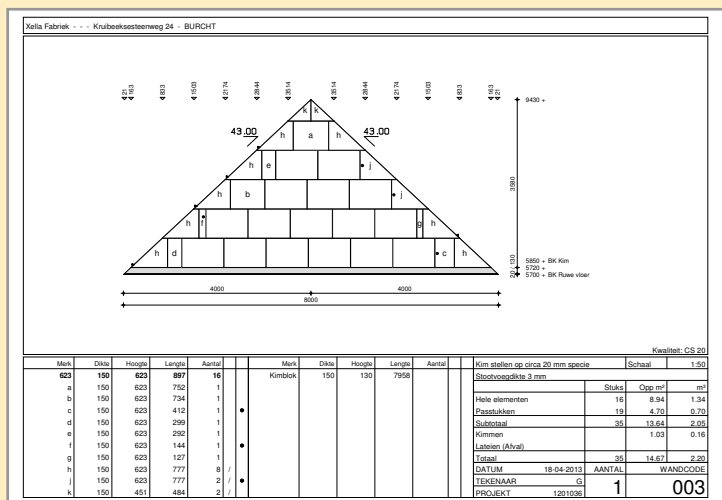 Xella Fabriek - - - Kruibeeksesteenweg 24 - BURCHT
21 163 833 1503 2174 2844 3514 3514 2844 2174 1503 833 163 21
9430 +
k k
43.00 h a h 43.00
h e j
3580
h b j
h f g h
h d c h
130
5850 + BK Kim
5720 +
20
5700 + BK Ruwe vloer
4000 4000
8000
Kwaliteit: CS 20
Merk Dikte Hoogte Lengte Aantal Merk Dikte Hoogte Lengte Aantal Kim stellen op circa 20 mm specie Schaal 1:50
623 150 623 897 16 Kimblok 150 130 7958 Stootvoegdikte 3 mm
a 150 623 752 1 Stuks Opp m² m³
b 150 623 734 1 Hele elementen 16 8.94 1.34
c 150 623 412 1 Passtukken 19 4.70 0.70
d 150 623 299 1 Subtotaal 35 13.64 2.05
e 150 623 292 1 Kimmen 1.03 0.16
f 150 623 144 1 Lateien (Afval)
g 150 623 127 1 Totaal 35 14.67 2.20
h 150 623 777 8 / DATUM 18-04-2013 AANTAL WANDCODE
j 150 623 777 2 / TEKENAAR G 1 003
k 150 451 484 2 / PROJEKT 1201036